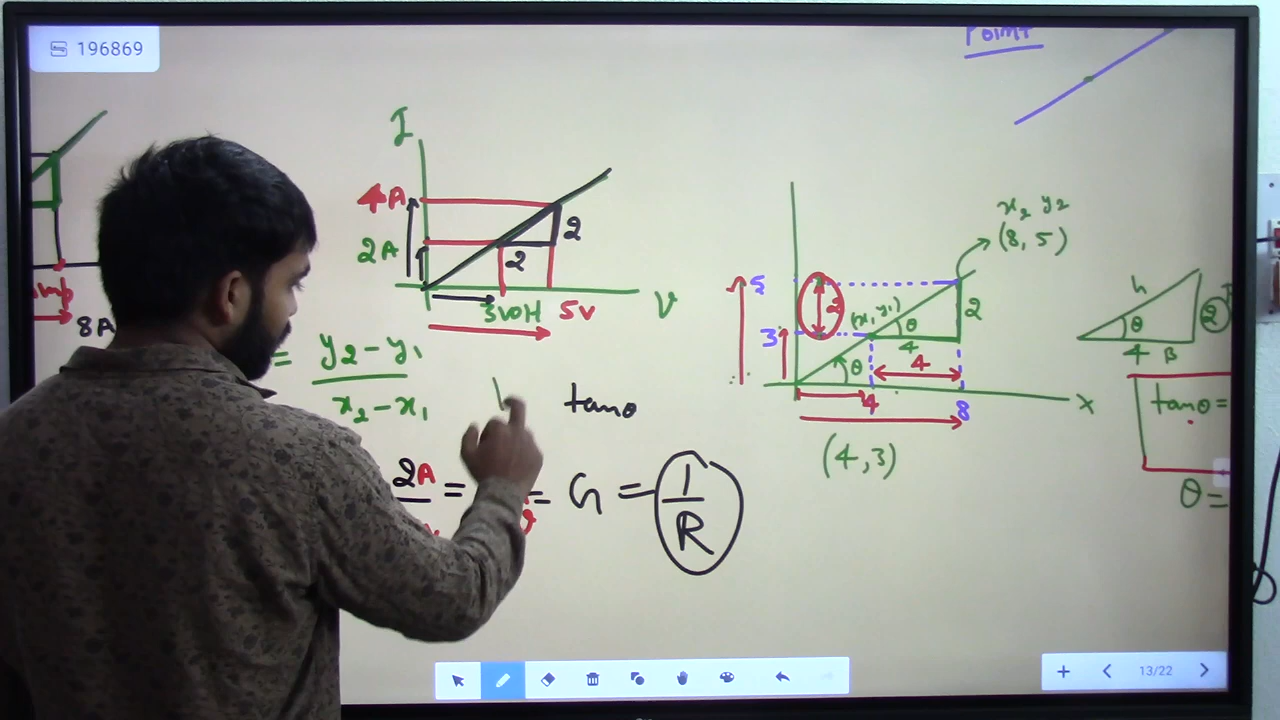 196869
Point
I
4A
2A
2
2
3volt
5v
V
8A
= y2 - y1
x2 - x1
tanθ
2A = = G = 1
R
x2 y2
(8, 5)
5
3
2
(x, y1)
θ
2
4
θ
4
4
8
X
(4,3)
h
θ
2
4
B
tanθ =
θ =
13/22